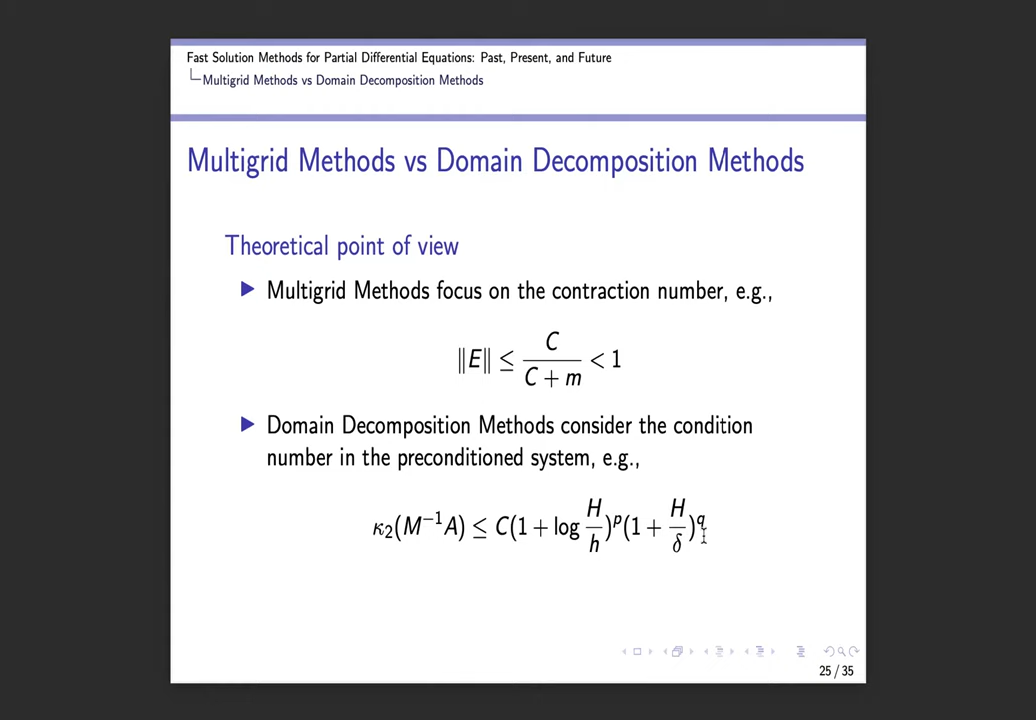 Fast Solution Methods for Partial Differential Equations: Past, Present, and Future
Multigrid Methods vs Domain Decomposition Methods
Multigrid Methods vs Domain Decomposition Methods
Theoretical point of view
▶ Multigrid Methods focus on the contraction number, e.g.,
‖E‖ ≤ C/(C + m) < 1
▶ Domain Decomposition Methods consider the condition
number in the preconditioned system, e.g.,
κ₂(M⁻¹A) ≤ C(1 + log H/h)^p(1 + H/δ)^q
25 / 35